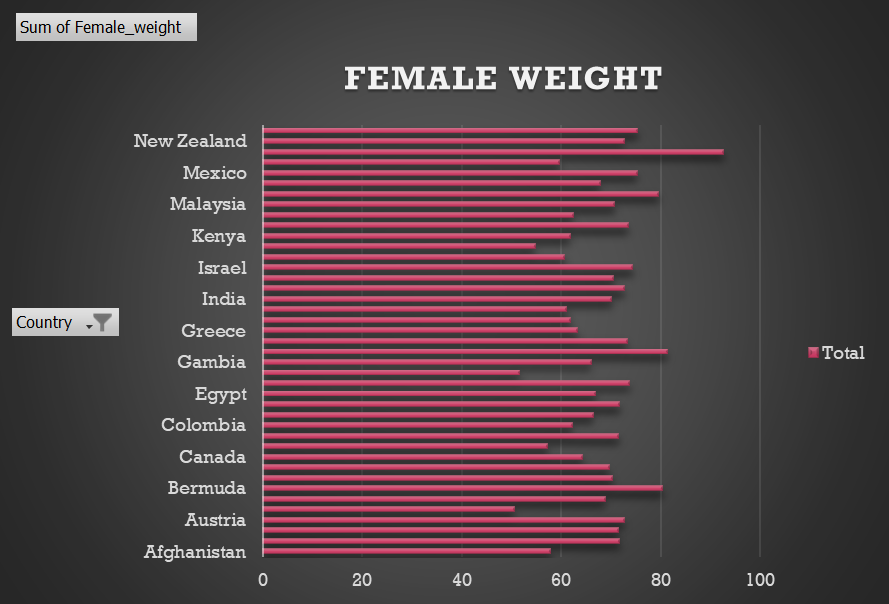 Sum of Female_weight
FEMALE WEIGHT
New Zealand
Mexico
Malaysia
Kenya
Israel
India
Greece
Gambia
Egypt
Colombia
Canada
Bermuda
Austria
Afghanistan
Country
Total
0 20 40 60 80 100